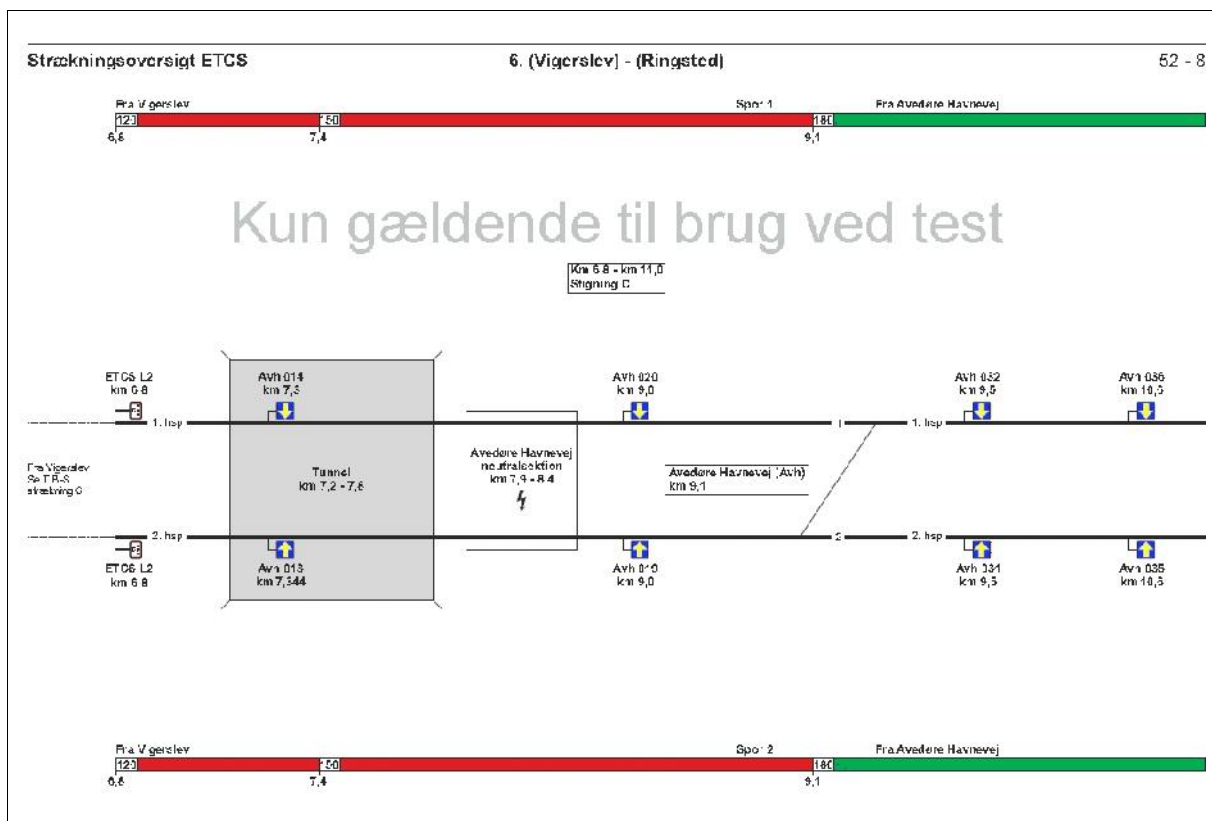 Strækningsoversigt ETCS 6. (Vigerslev) - (Ringsted) 52 - 8
Fra Vigerslev Spor 1 Fra Avedøre Havnevej
120 150 180
6,8 7,4 9,1
Kun gældende til brug ved test
Km 6.8 - km 11,0
Stigning C
ETCS L2
km 6.8
Avh 014
km 7,3
Avh 020
km 9,0
Avh 032
km 9,5
Avh 036
km 10,6
1. hsp 1 1. hsp
Fra Vigerslev
Se TIB-S
strækning C
Tunnel
km 7,2 - 7,8
Avedøre Havnevej
neutralsektion
km 7,9 - 8.4
Avedøre Havnevej (Avh)
km 9,1
2. hsp 2 2. hsp
ETCS L2
km 6.8
Avh 013
km 7,344
Avh 019
km 9,0
Avh 031
km 9,5
Avh 035
km 10,6
Fra Vigerslev Spor 2 Fra Avedøre Havnevej
120 150 180
6,8 7,4 9,1